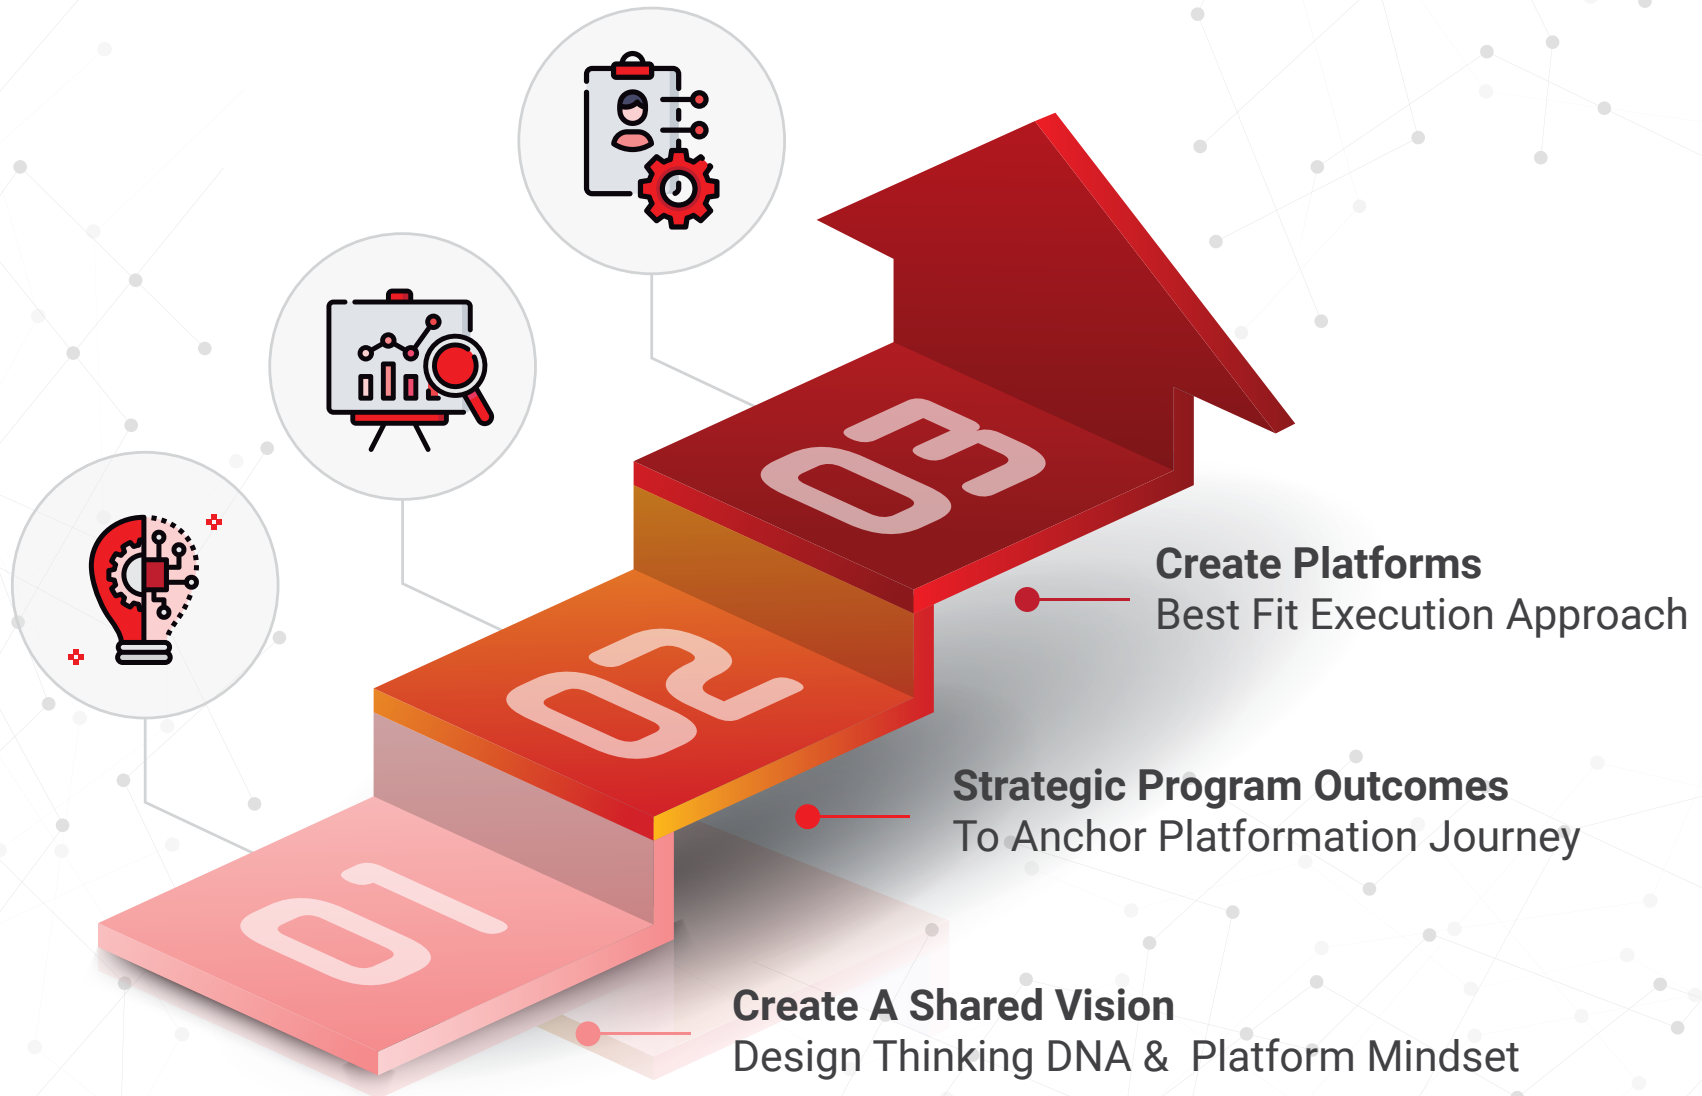 03
Create Platforms
Best Fit Execution Approach
02
Strategic Program Outcomes
To Anchor Platformation Journey
01
Create A Shared Vision
Design Thinking DNA &  Platform Mindset